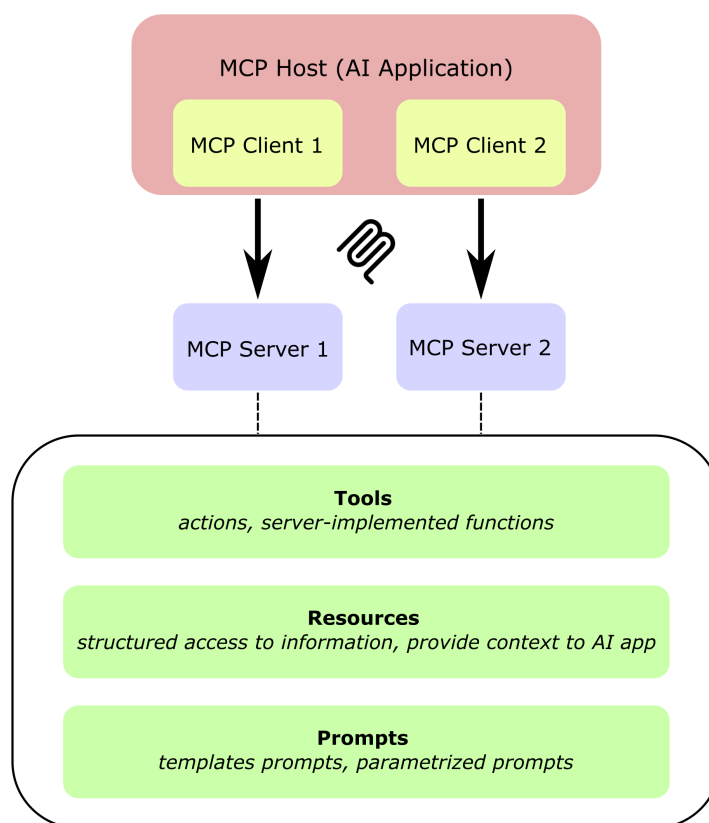 MCP Host (AI Application)
MCP Client 1
MCP Client 2
MCP Server 1
MCP Server 2
Tools
actions, server-implemented functions
Resources
structured access to information, provide context to AI app
Prompts
templates prompts, parametrized prompts